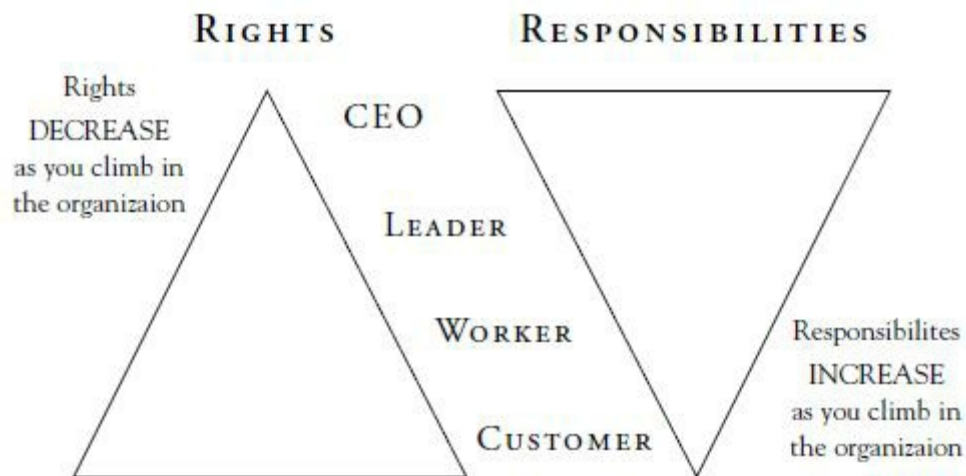 RIGHTS
RESPONSIBILITIES
Rights
DECREASE
as you climb in
the organizaion
CEO
LEADER
WORKER
CUSTOMER
Responsibilites
INCREASE
as you climb in
the organizaion